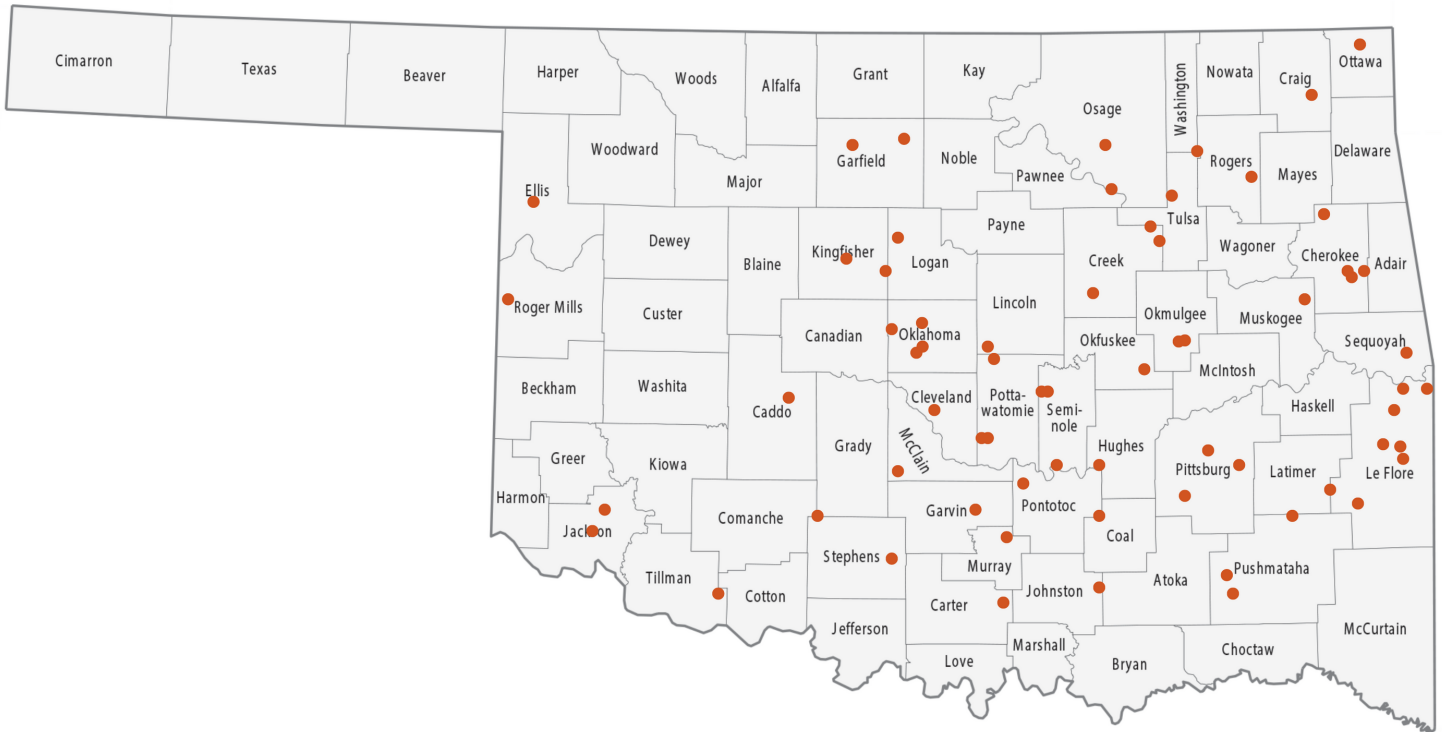 Cimarron
Texas
Beaver
Harper
Woods
Alfalfa
Grant
Kay
Osage
Washington
Nowata
Craig
Ottawa
Ellis
Woodward
Major
Garfield
Noble
Pawnee
Rogers
Mayes
Delaware
Dewey
Blaine
Kingfisher
Logan
Payne
Creek
Tulsa
Wagoner
Cherokee
Adair
Roger Mills
Custer
Canadian
Oklahoma
Lincoln
Okfuskee
Okmulgee
Muskogee
Sequoyah
Beckham
Washita
Caddo
Grady
Cleveland
McClain
Potta-
watomie
Semi-
nole
Hughes
McIntosh
Haskell
Pittsburg
Latimer
Le Flore
Harmon
Greer
Kiowa
Jackson
Comanche
Stephens
Garvin
Pontotoc
Coal
Tillman
Cotton
Murray
Carter
Johnston
Atoka
Pushmataha
Jefferson
Love
Marshall
Bryan
Choctaw
McCurtain